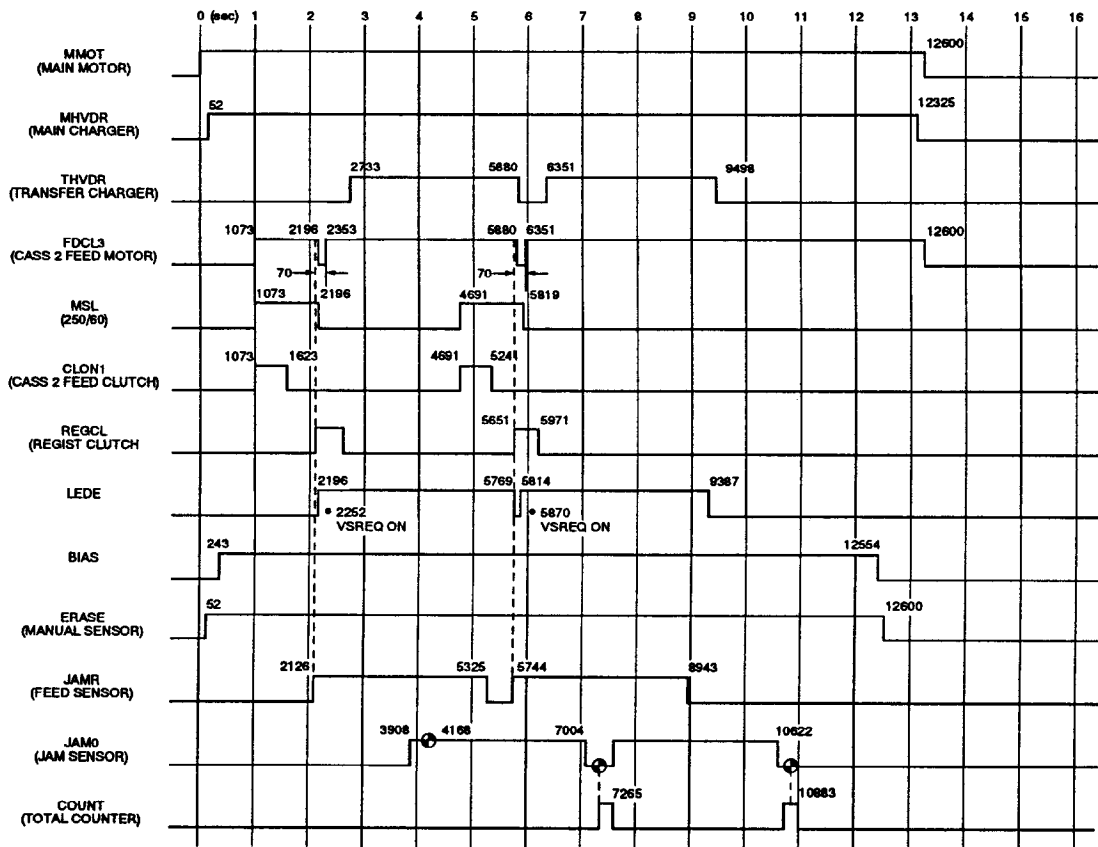 0 (sec) 1 2 3 4 5 6 7 8 9 10 11 12 13 14 15 16
MMOT
(MAIN MOTOR)
12600
MHVDR
(MAIN CHARGER)
52 12325
THVDR
(TRANSFER CHARGER)
2733 5880 6351 9498
FDCL3
(CASS 2 FEED MOTOR)
1073 2196 2353 5880 6351 12600
70 70
MSL
(250/60)
1073 2196 4691 5819
CLON1
(CASS 2 FEED CLUTCH)
1073 1623 4691 5241
REGCL
(REGIST CLUTCH
5651 5971
LEDE
2196 5769 5814 9387
2252 5870
VSREQ ON VSREQ ON
BIAS
243 12554
ERASE
(MANUAL SENSOR)
52 12600
JAMR
(FEED SENSOR)
2126 5325 5744 8943
JAM0
(JAM SENSOR)
3908 4168 7004 10622
COUNT
(TOTAL COUNTER)
7265 10883